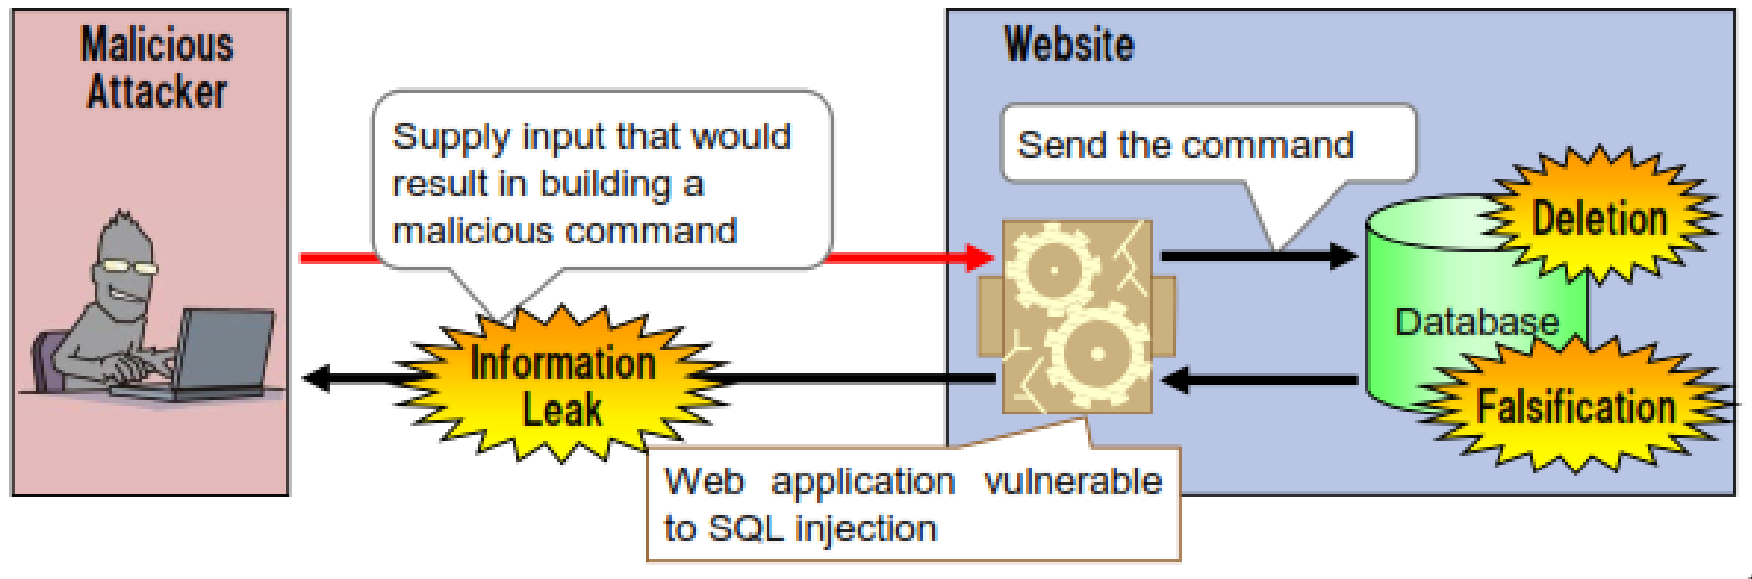 Malicious
Attacker
Supply input that would
result in building a
malicious command
Information
Leak
Website
Send the command
Deletion
Database
Falsification
Web application vulnerable
to SQL injection